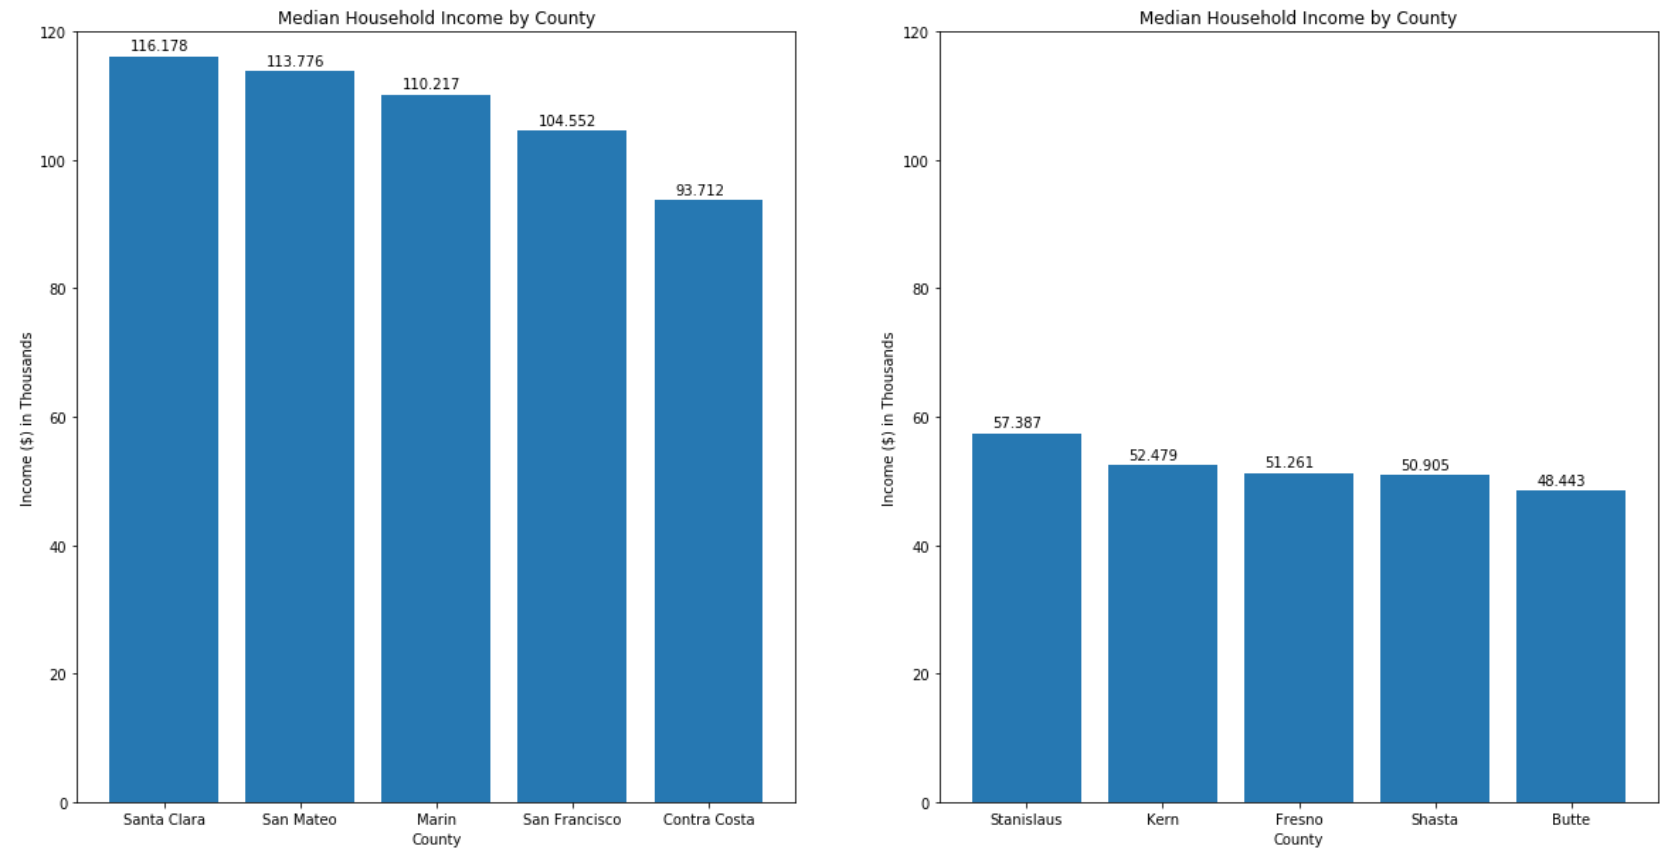 Median Household Income by County
120
100
80
60
40
20
0
Income ($) in Thousands
116.178
113.776
110.217
104.552
93.712
Santa Clara
San Mateo
Marin
San Francisco
Contra Costa
County
Median Household Income by County
120
100
80
60
40
20
0
Income ($) in Thousands
57.387
52.479
51.261
50.905
48.443
Stanislaus
Kern
Fresno
Shasta
Butte
County